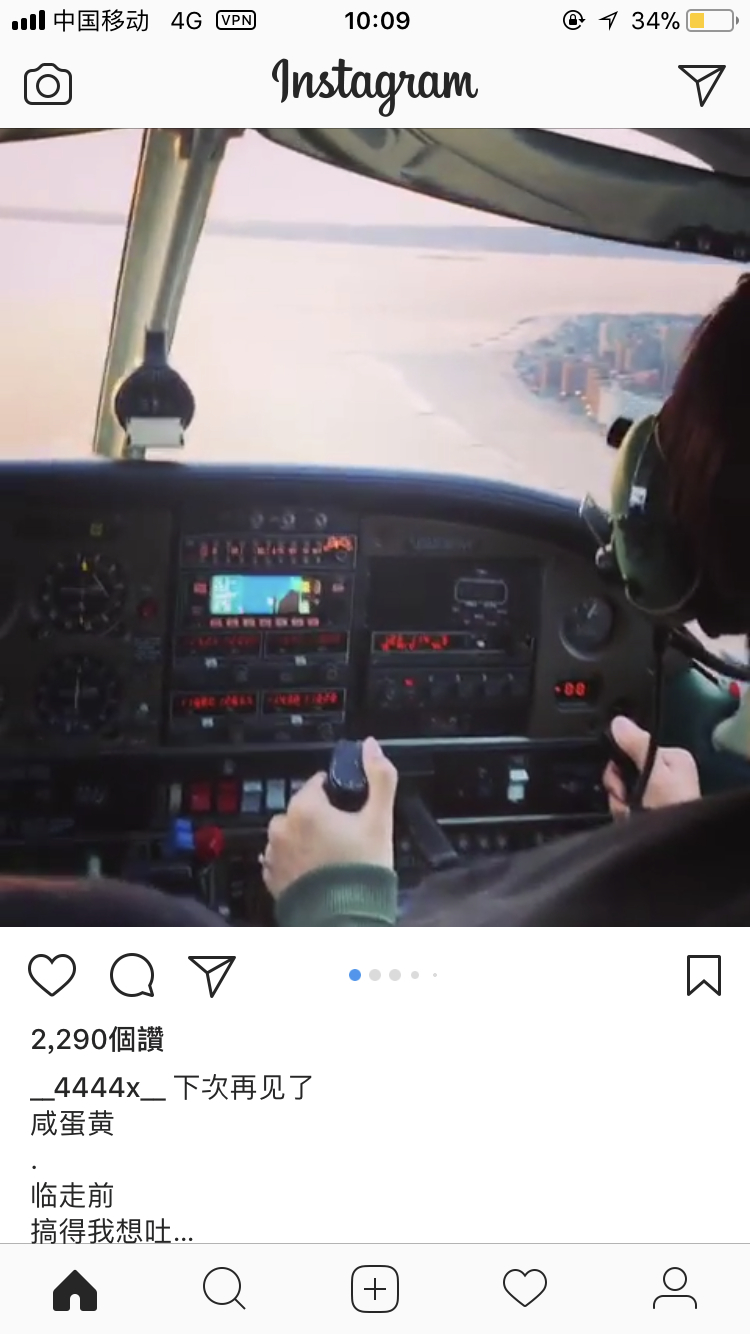 中国移动 4G VPN 10:09 34%
Instagram
2,290個讚
__4444x__ 下次再见了
咸蛋黄
.
临走前
搞得我想吐...